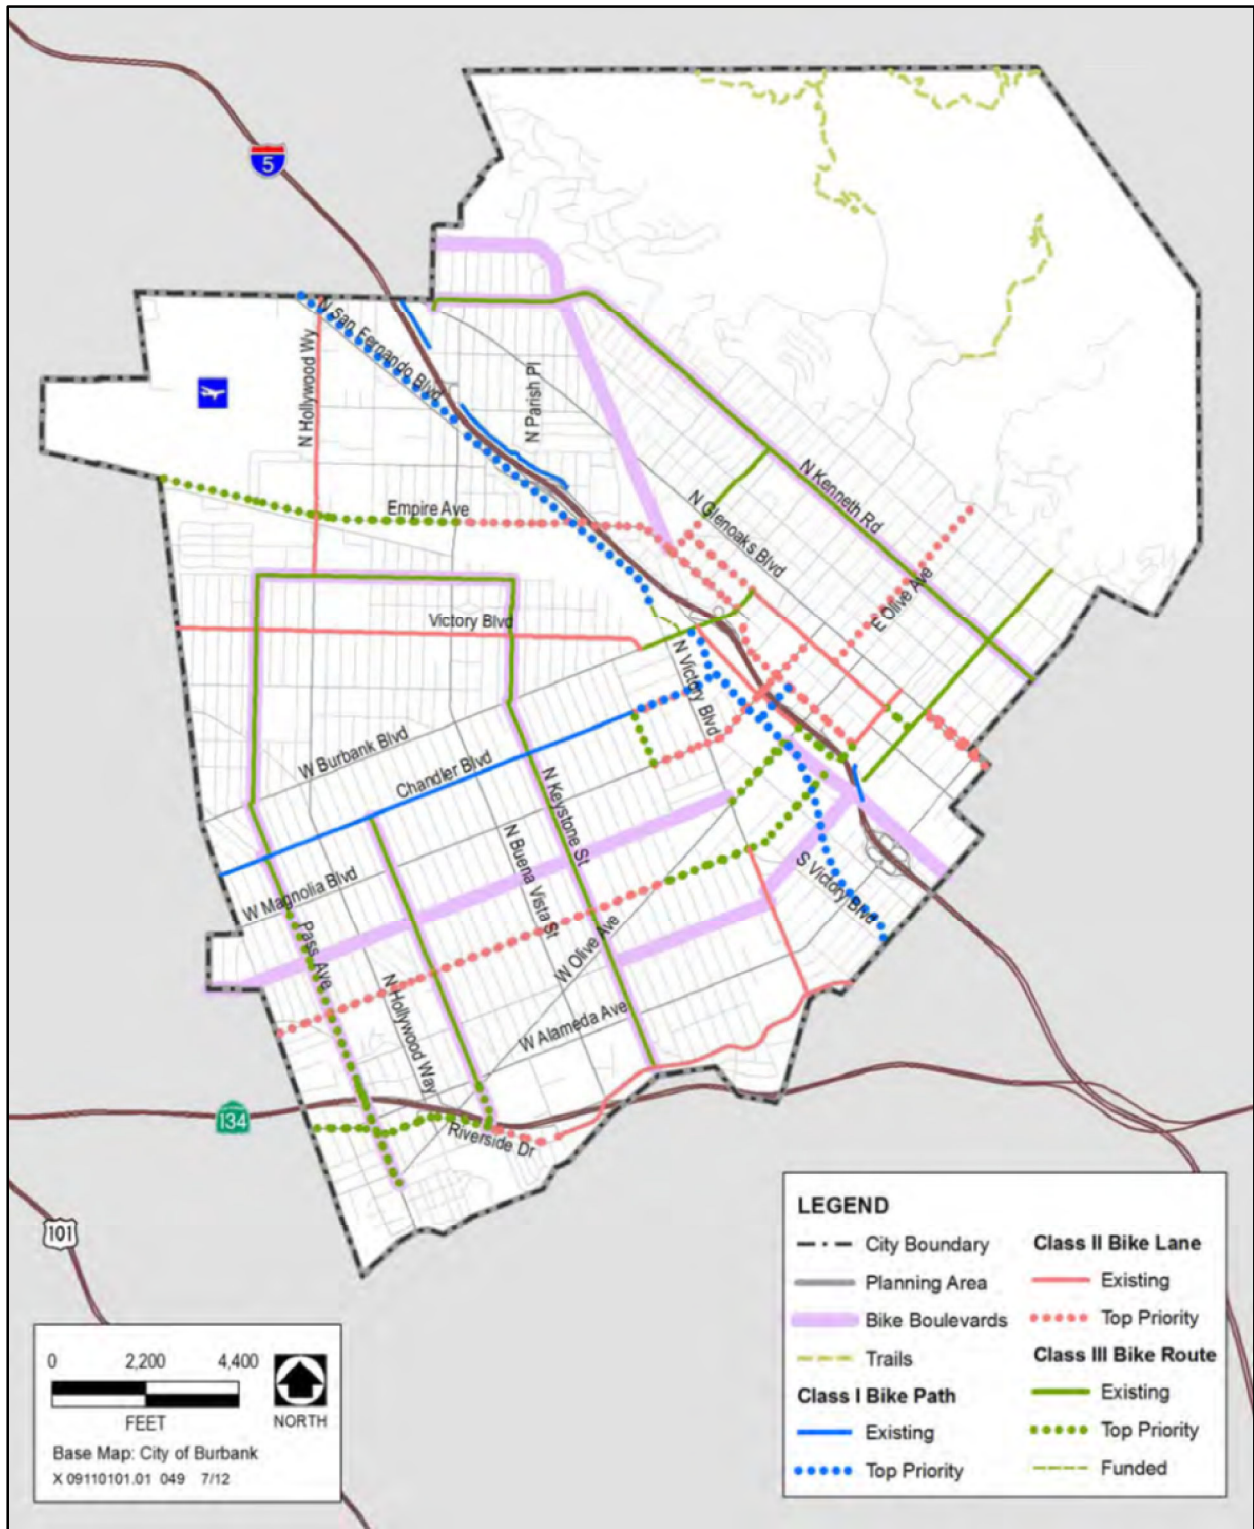 5
N San Fernando Blvd
N Hollywood Wy
N Parish Pl
N Kenneth Rd
Empire Ave
N Glenoaks Blvd
E Olive Ave
Victory Blvd
N Victory Blvd
W Burbank Blvd
Chandler Blvd
N Keystone St
N Buena Vista St
S Victory Blvd
W Magnolia Blvd
Pass Ave
W Olive Ave
N Hollywood Way
W Alameda Ave
134
Riverside Dr
101
LEGEND
City Boundary
Planning Area
Bike Boulevards
Trails
Class I Bike Path
Existing
Top Priority
Class II Bike Lane
Existing
Top Priority
Class III Bike Route
Existing
Top Priority
Funded
0 2,200 4,400
FEET
NORTH
Base Map: City of Burbank
X 09110101.01 049 7/12